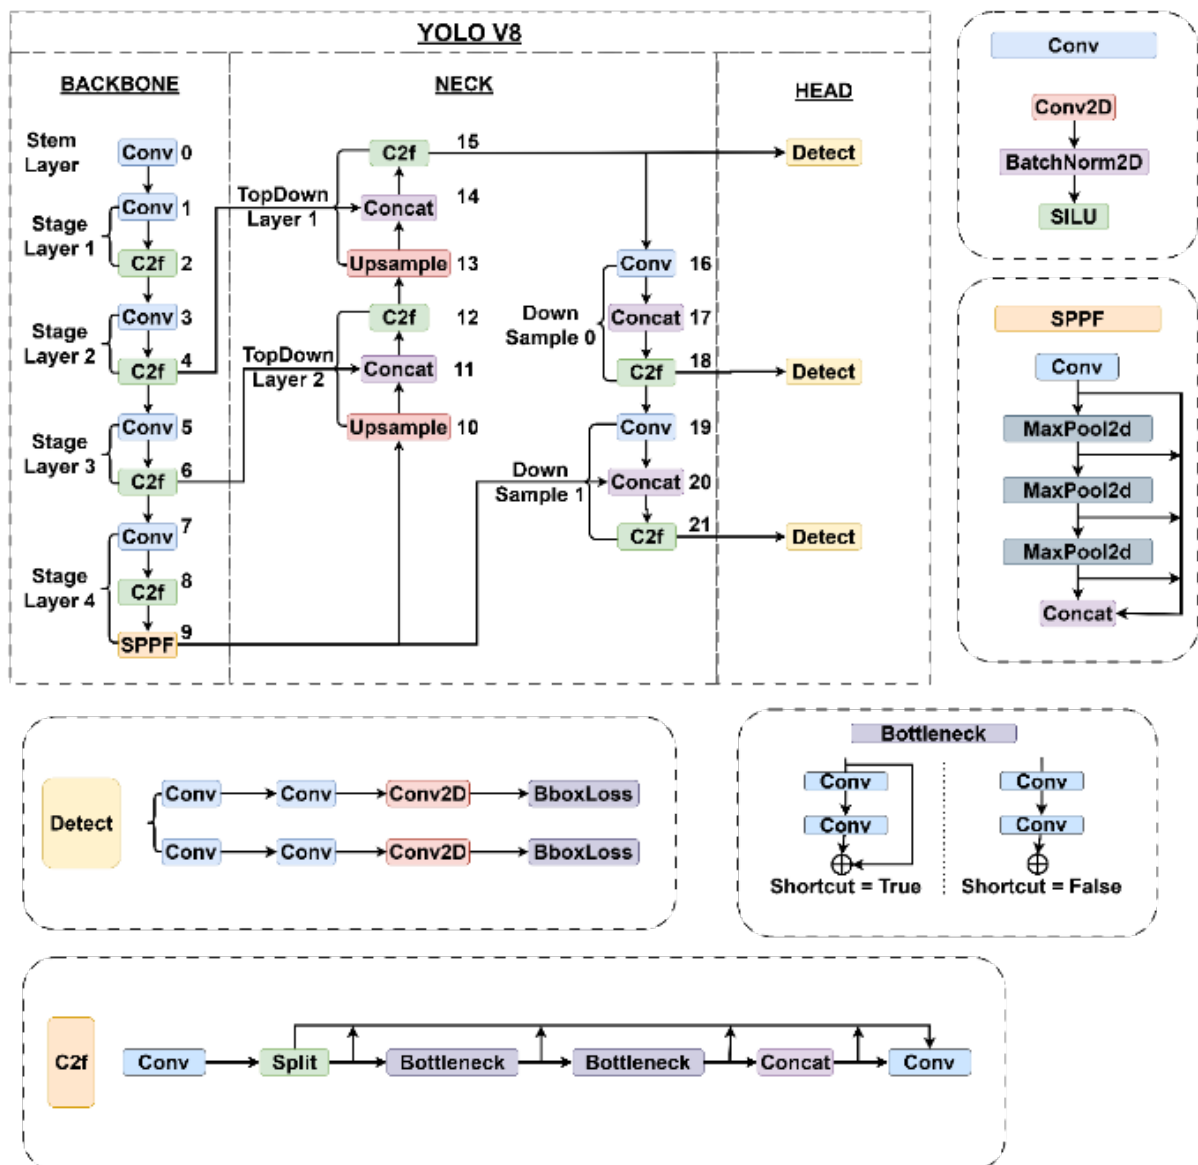 YOLO V8
BACKBONE
Stem
Layer
Conv 0
Stage
Layer 1
Conv 1
C2f 2
Stage
Layer 2
Conv 3
C2f 4
Stage
Layer 3
Conv 5
C2f 6
Stage
Layer 4
Conv 7
C2f 8
SPPF 9
NECK
C2f 15
TopDown
Layer 1
Concat 14
Upsample 13
C2f 12
TopDown
Layer 2
Concat 11
Upsample 10
Conv 16
Down
Sample 0
Concat 17
C2f 18
Conv 19
Down
Sample 1
Concat 20
C2f 21
HEAD
Detect
Detect
Detect
Conv
Conv2D
BatchNorm2D
SILU
SPPF
Conv
MaxPool2d
MaxPool2d
MaxPool2d
Concat
Detect
Conv Conv Conv2D BboxLoss
Conv Conv Conv2D BboxLoss
Bottleneck
Conv
Conv
Shortcut = True
Conv
Conv
Shortcut = False
C2f
Conv Split Bottleneck Bottleneck Concat Conv